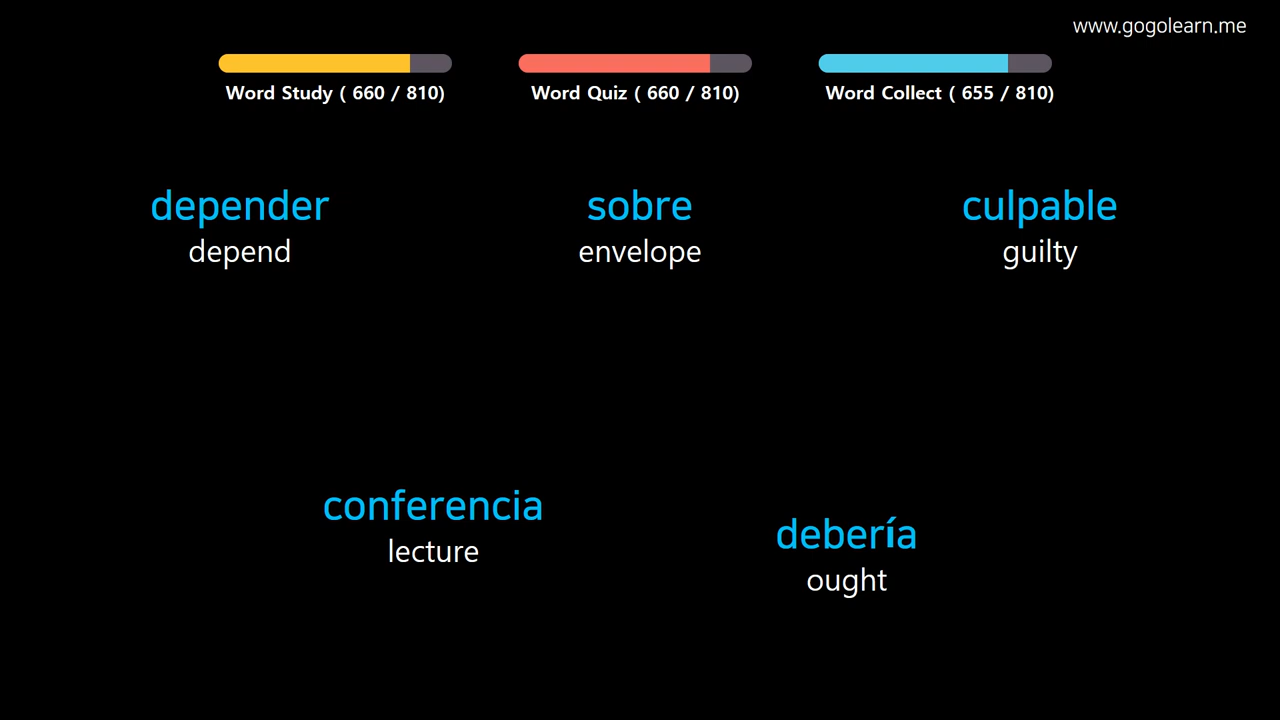 www.gogolearn.me
Word Study ( 660 / 810)
Word Quiz ( 660 / 810)
Word Collect ( 655 / 810)
depender
depend
sobre
envelope
culpable
guilty
conferencia
lecture
debería
ought